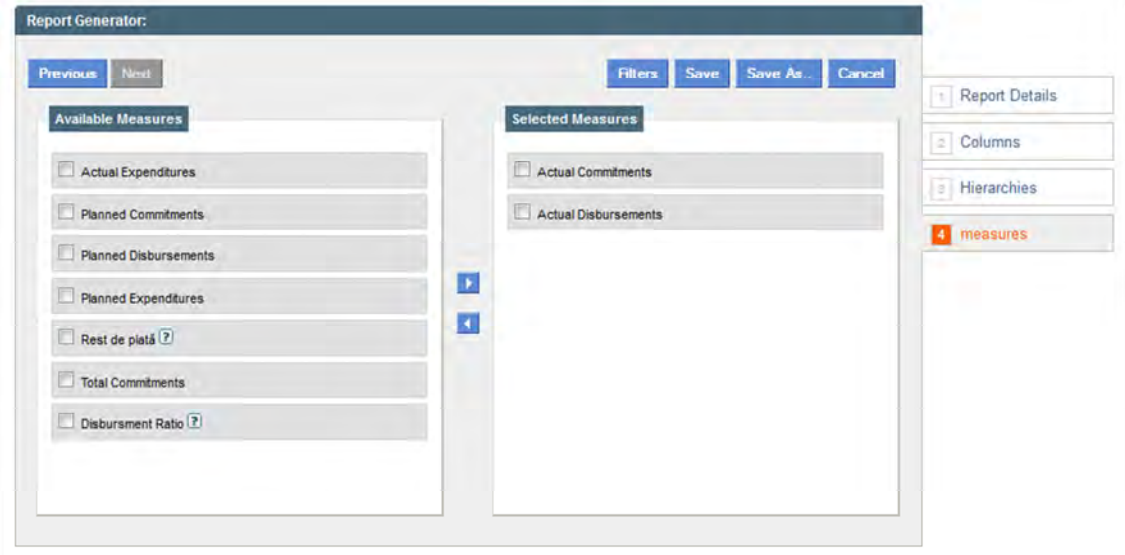 Report Generator:
Previous Next Filters Save Save As... Cancel
Available Measures
Actual Expenditures
Planned Commitments
Planned Disbursements
Planned Expenditures
Rest de plată ?
Total Commitments
Disbursment Ratio ?
Selected Measures
Actual Commitments
Actual Disbursements
1 Report Details
2 Columns
3 Hierarchies
4 measures